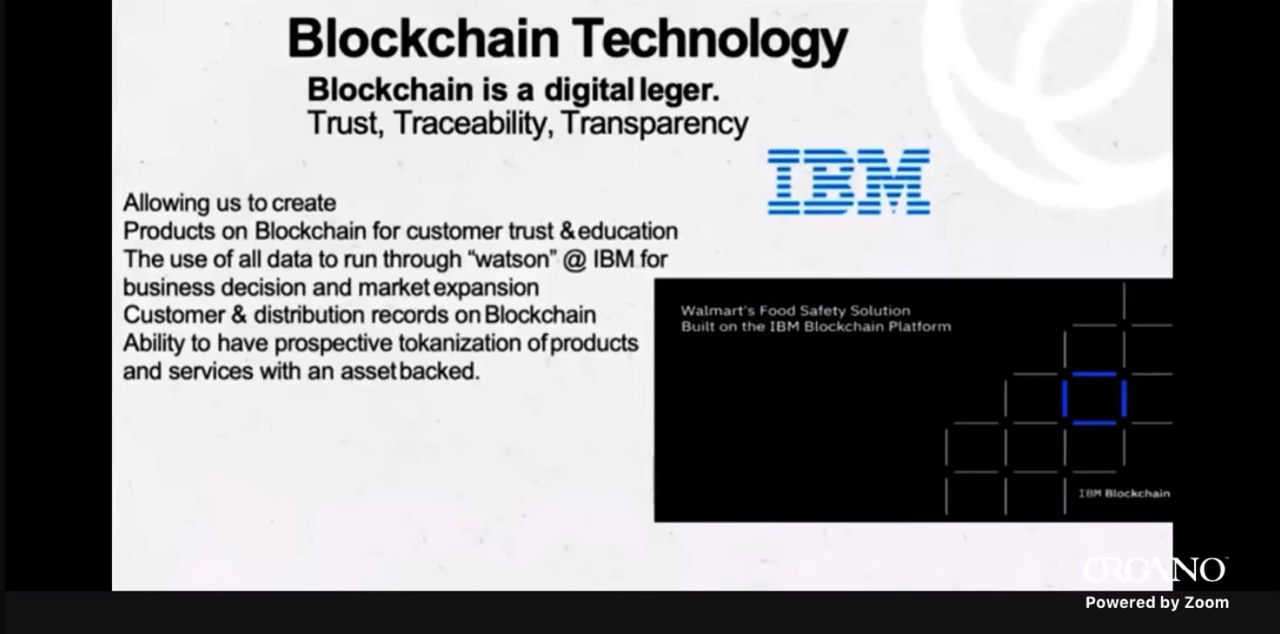 Blockchain Technology
Blockchain is a digital leger.
Trust, Traceability, Transparency
IBM
Allowing us to create
Products on Blockchain for customer trust & education
The use of all data to run through “watson” @ IBM for
business decision and market expansion
Customer & distribution records on Blockchain
Ability to have prospective tokanization of products
and services with an asset backed.
Walmart's Food Safety Solution
Built on the IBM Blockchain Platform
IBM Blockchain
ORGANO™
Powered by Zoom